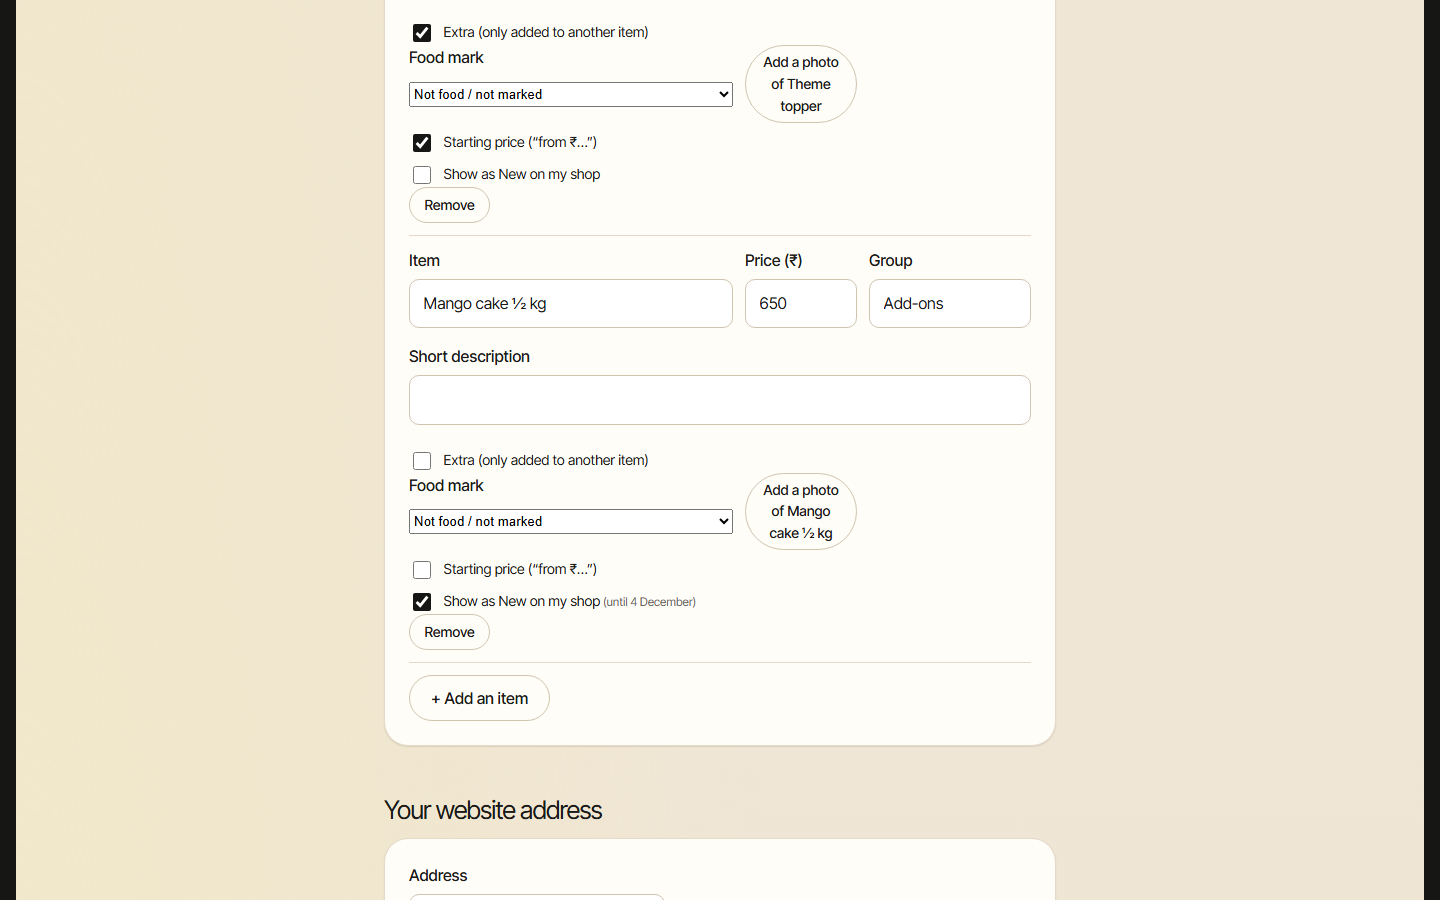 Extra (only added to another item)
Food mark
Not food / not marked
Add a photo
of Theme
topper
Starting price (“from ₹…”)
Show as New on my shop
Remove
Item
Price (₹)
Group
Mango cake ½ kg
650
Add-ons
Short description
Extra (only added to another item)
Food mark
Not food / not marked
Add a photo
of Mango
cake ½ kg
Starting price (“from ₹…”)
Show as New on my shop (until 4 December)
Remove
+ Add an item
Your website address
Address